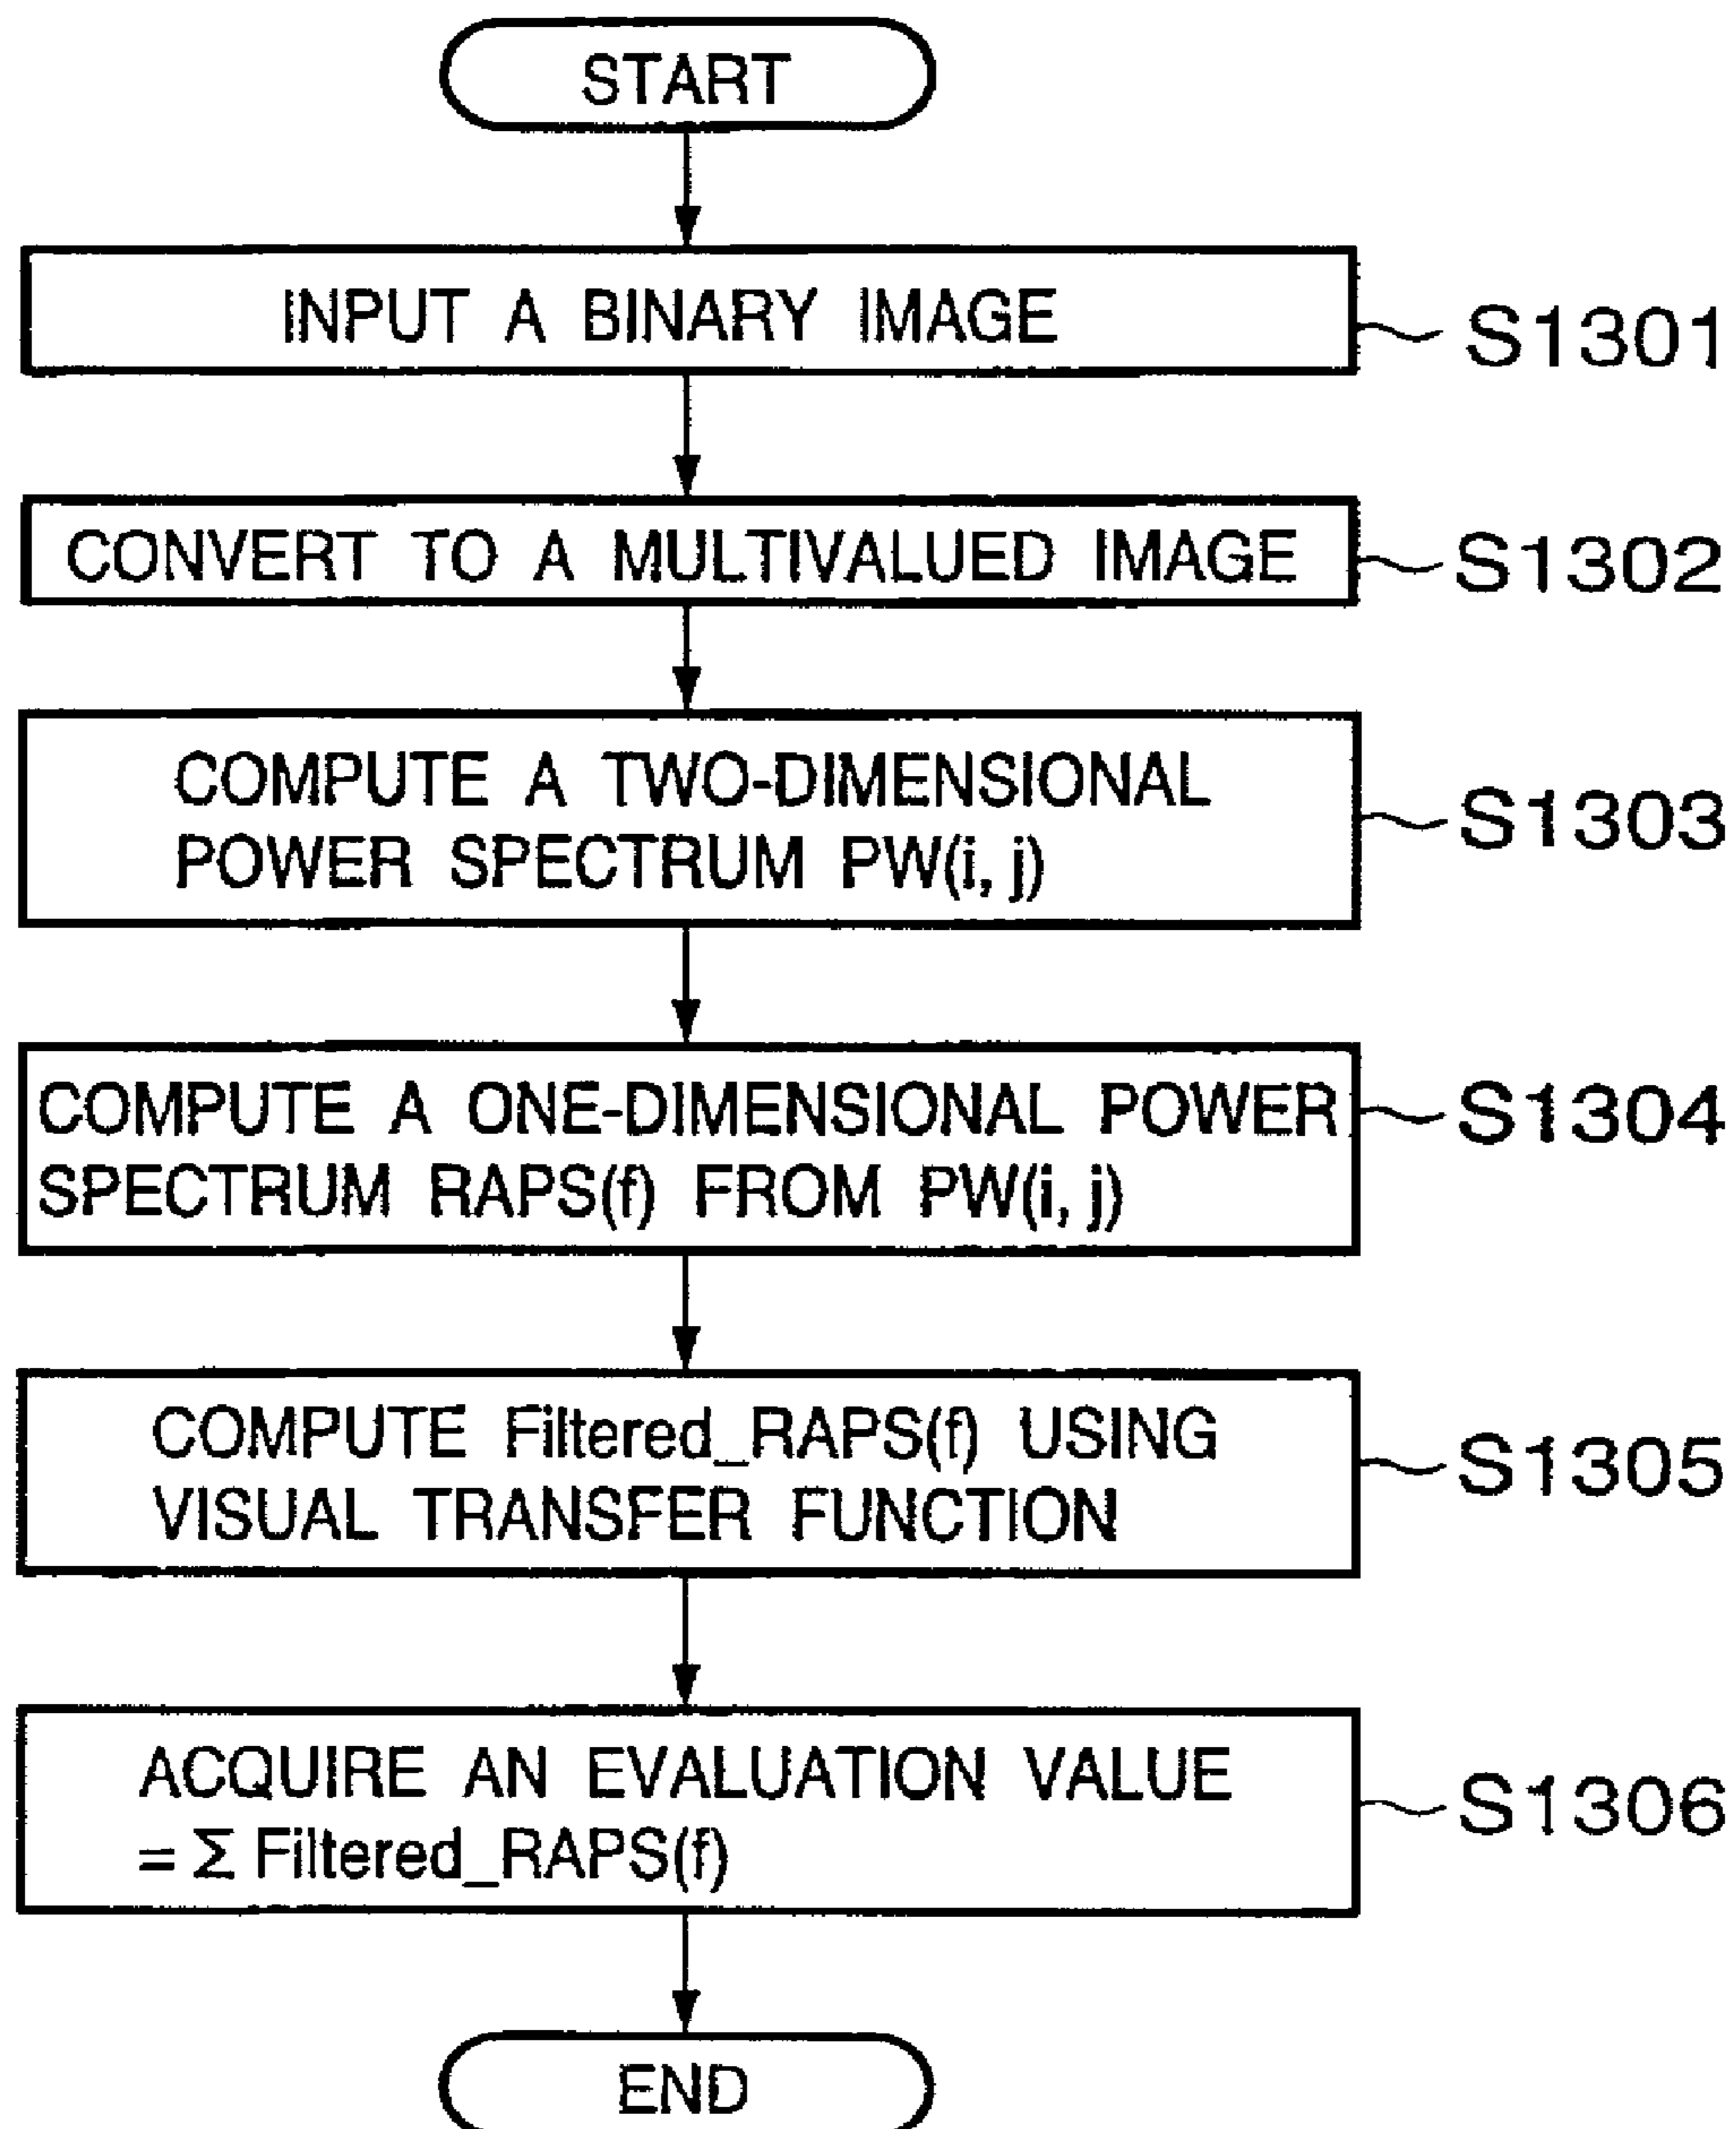 START
INPUT A BINARY IMAGE
S1301
CONVERT TO A MULTIVALUED IMAGE
S1302
COMPUTE A TWO-DIMENSIONAL
POWER SPECTRUM PW(i, j)
S1303
COMPUTE A ONE-DIMENSIONAL POWER
SPECTRUM RAPS(f) FROM PW(i, j)
S1304
COMPUTE Filtered_RAPS(f) USING
VISUAL TRANSFER FUNCTION
S1305
ACQUIRE AN EVALUATION VALUE
= Σ Filtered_RAPS(f)
S1306
END